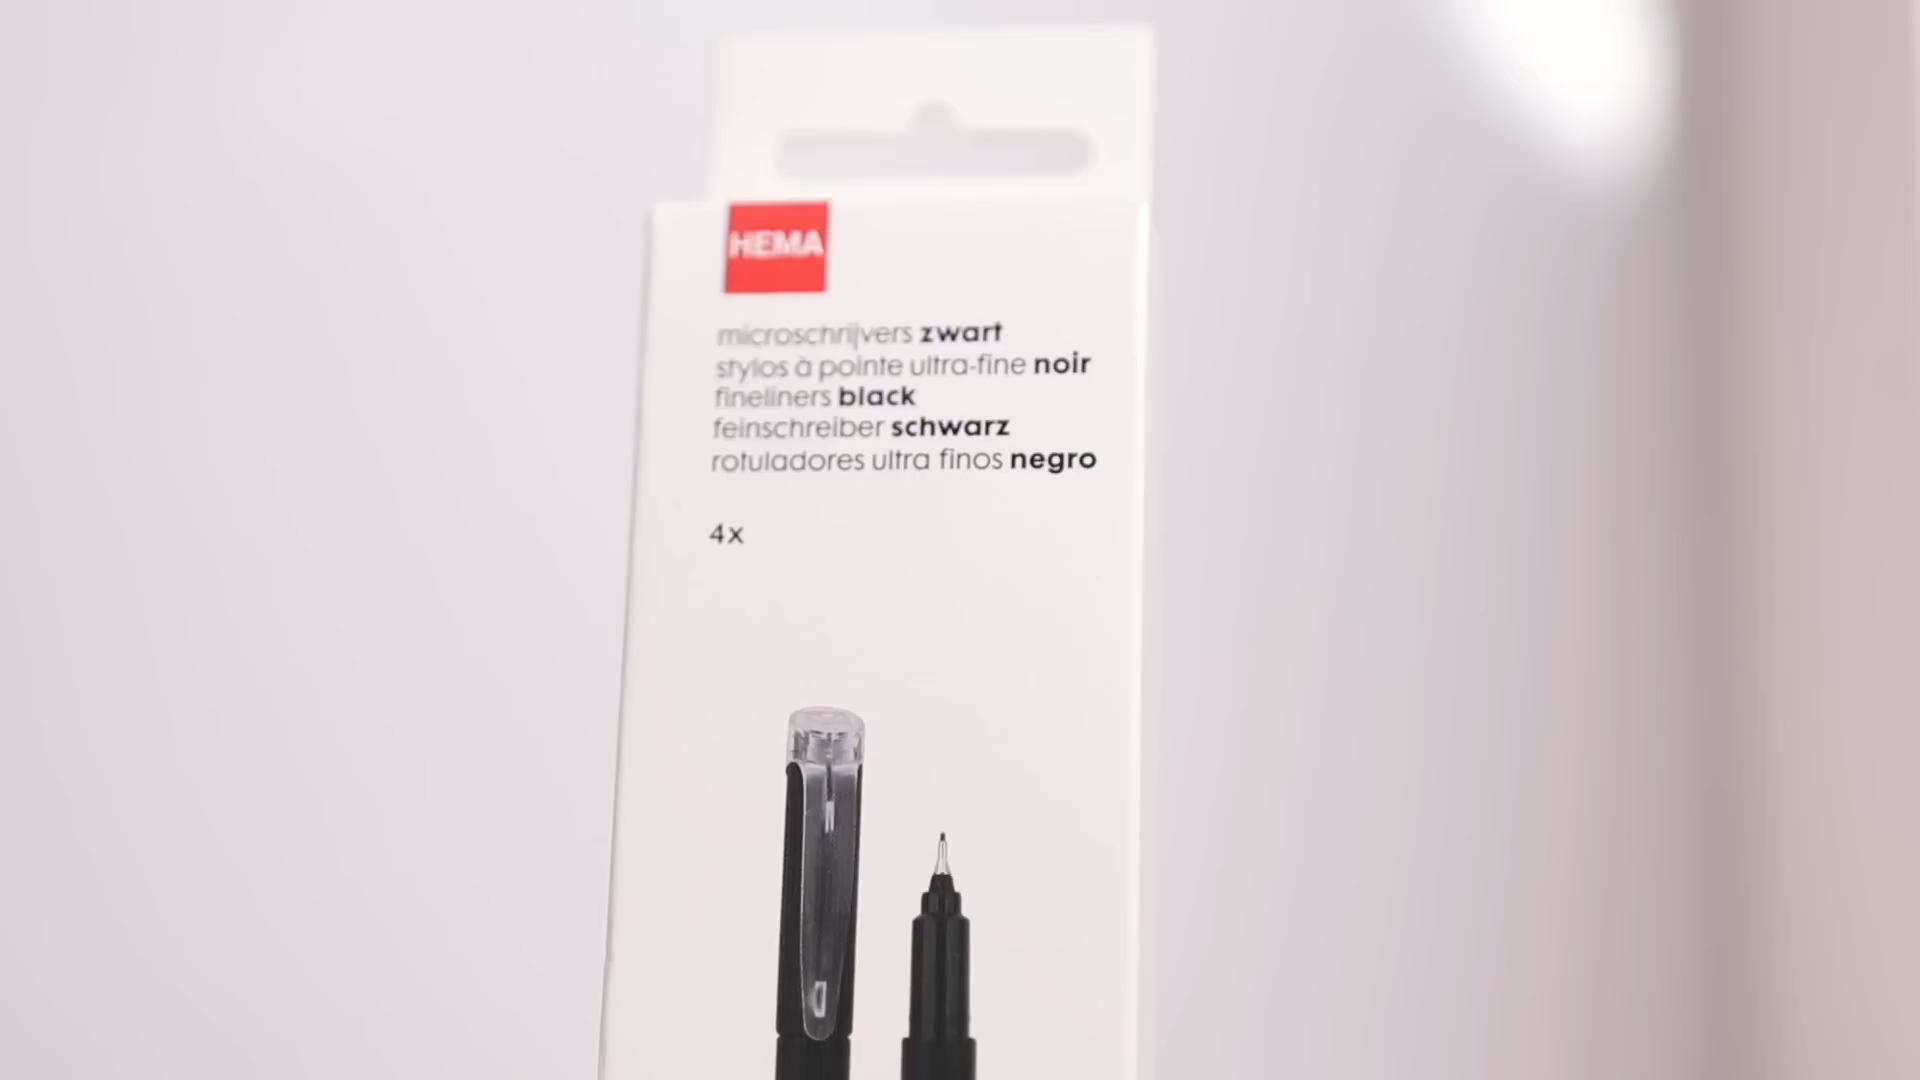 HEMA
microschrijvers zwart
stylos à pointe ultra-fine noir
fineliners black
feinschreiber schwarz
rotuladores ultra finos negro
4x